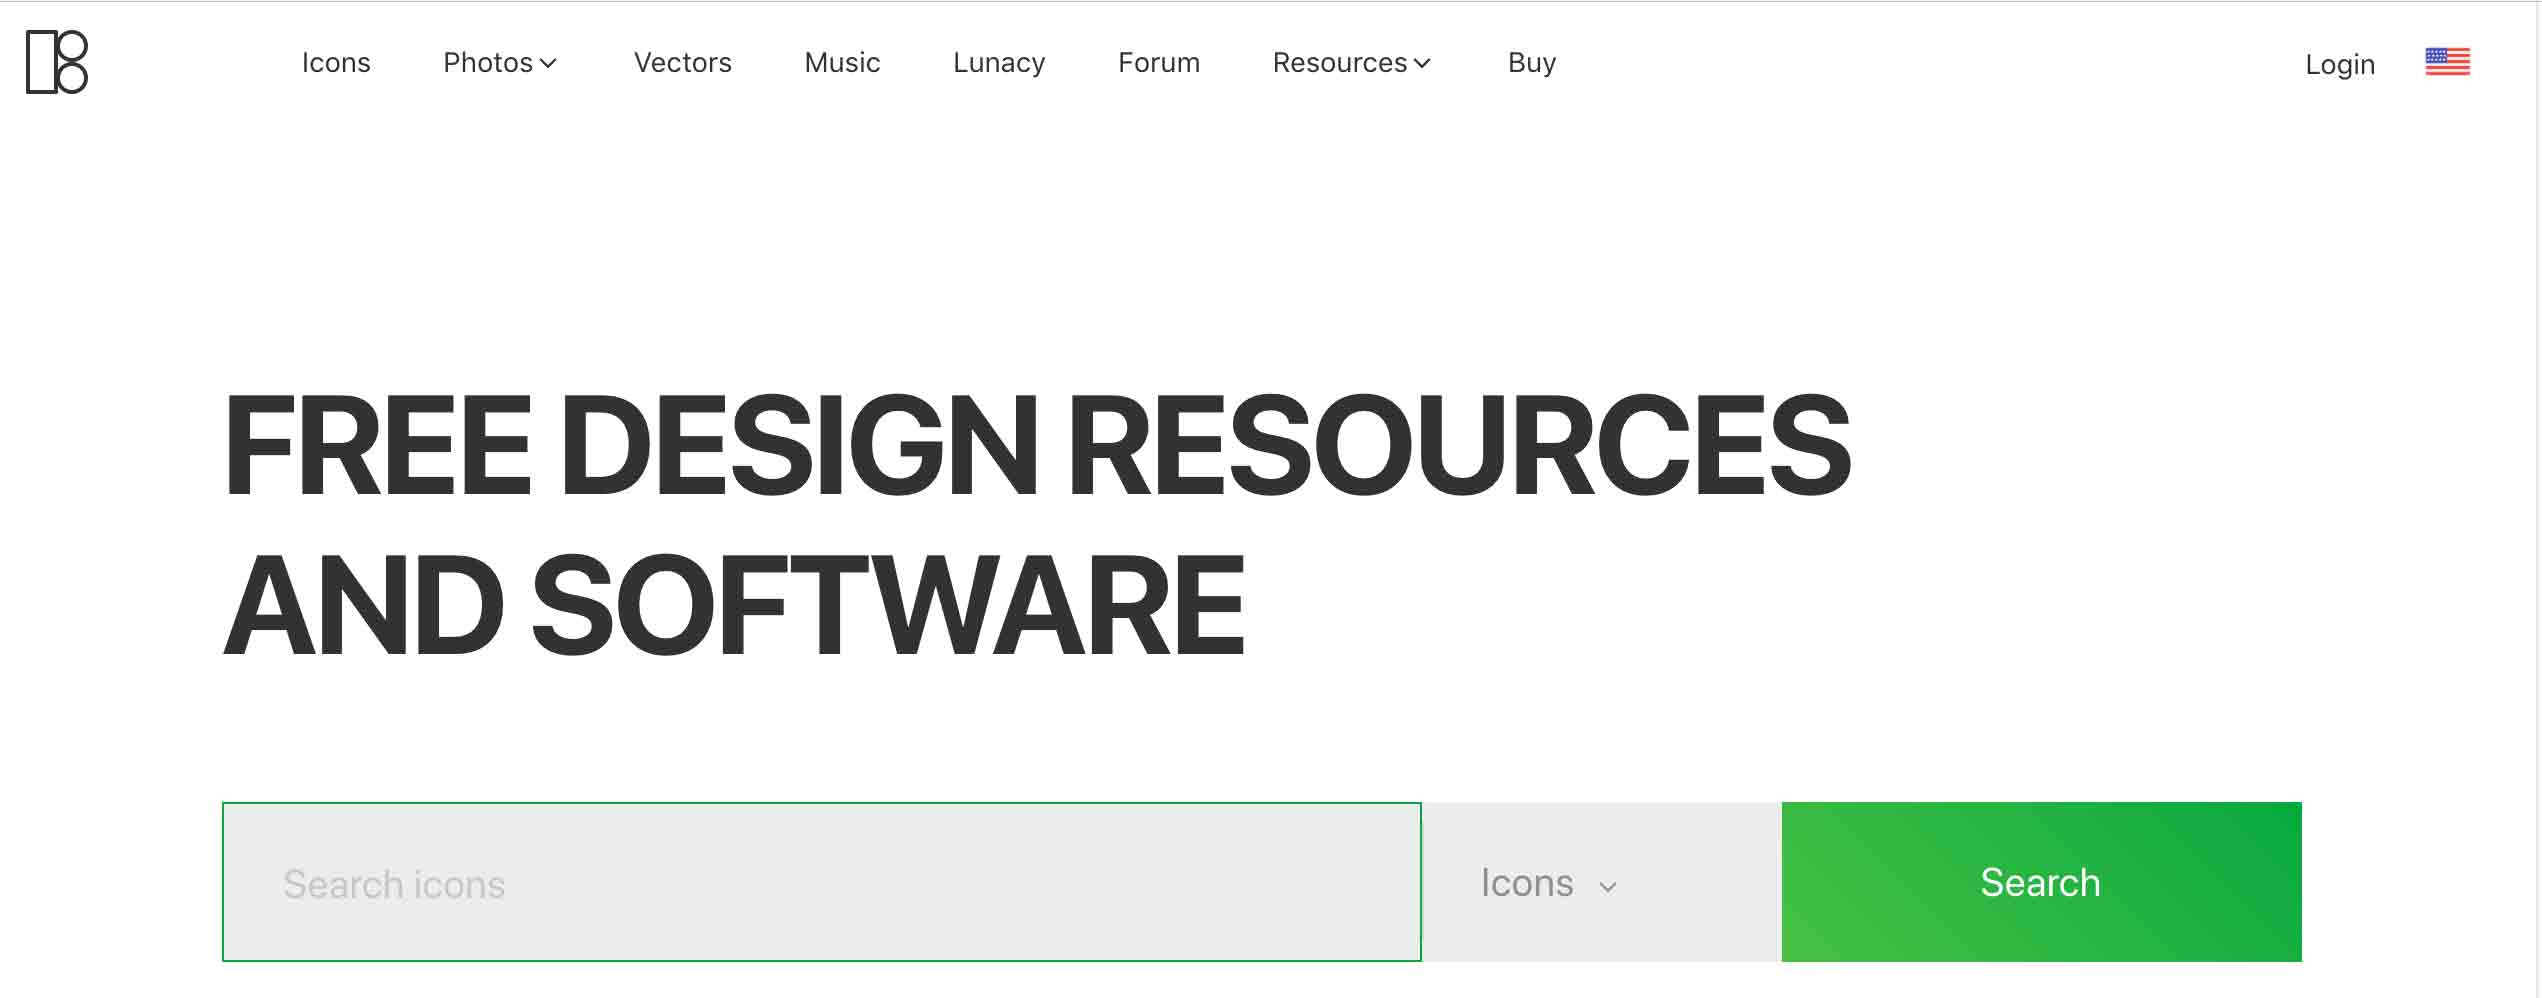 Icons Photos Vectors Music Lunacy Forum Resources Buy Login
FREE DESIGN RESOURCES
AND SOFTWARE
Search icons Icons Search